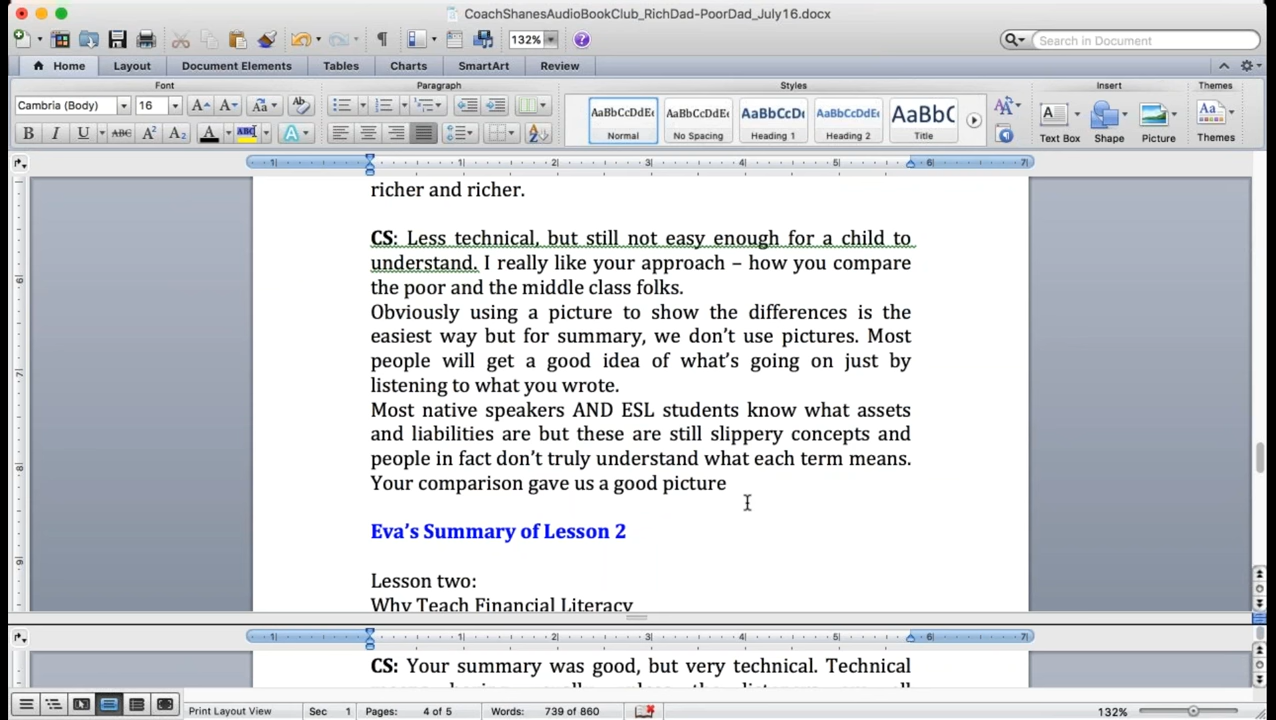 CoachShanesAudioBookClub_RichDad-PoorDad_July16.docx
132%
Search in Document
Home Layout Document Elements Tables Charts SmartArt Review
Font Paragraph Styles Insert Themes
Cambria (Body) 16
AaBbCcDdEe AaBbCcDdEe AaBbCcDı AaBbCcDdEe AaBbC
Normal No Spacing Heading 1 Heading 2 Title
Text Box Shape Picture Themes
richer and richer.
CS: Less technical, but still not easy enough for a child to
understand. I really like your approach – how you compare
the poor and the middle class folks.
Obviously using a picture to show the differences is the
easiest way but for summary, we don't use pictures. Most
people will get a good idea of what's going on just by
listening to what you wrote.
Most native speakers AND ESL students know what assets
and liabilities are but these are still slippery concepts and
people in fact don't truly understand what each term means.
Your comparison gave us a good picture
Eva's Summary of Lesson 2
Lesson two:
Why Teach Financial Literacy
CS: Your summary was good, but very technical. Technical
Print Layout View Sec 1 Pages: 4 of 5 Words: 739 of 860 132%